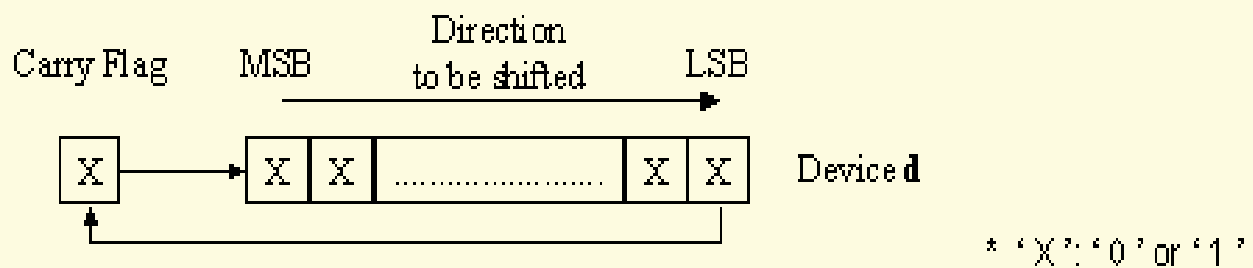 Direction
Carry Flag MSB to be shifted LSB
X X X ........................ X X Device d
* 'X': '0' or '1'